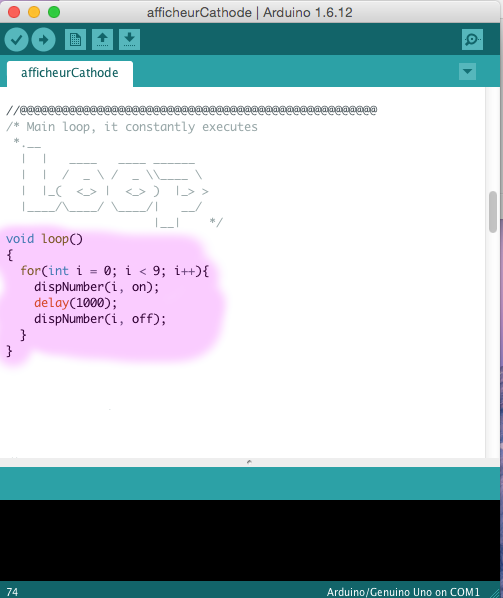 afficheurCathode | Arduino 1.6.12
afficheurCathode
//@@@@@@@@@@@@@@@@@@@@@@@@@@@@@@@@@@@@@@@@@@@@@@@@@@@
/* Main loop, it constantly executes
 *.__
  |  |   ____   ____ ______
  |  |  /  _ \ /  _ \\____ \
  |  |_(  <_> |  <_> )  |_> >
  |____/\____/ \____/|   __/
                     |__|     */
void loop()
{
  for(int i = 0; i < 9; i++){
    dispNumber(i, on);
    delay(1000);
    dispNumber(i, off);
  }
}
74
Arduino/Genuino Uno on COM1